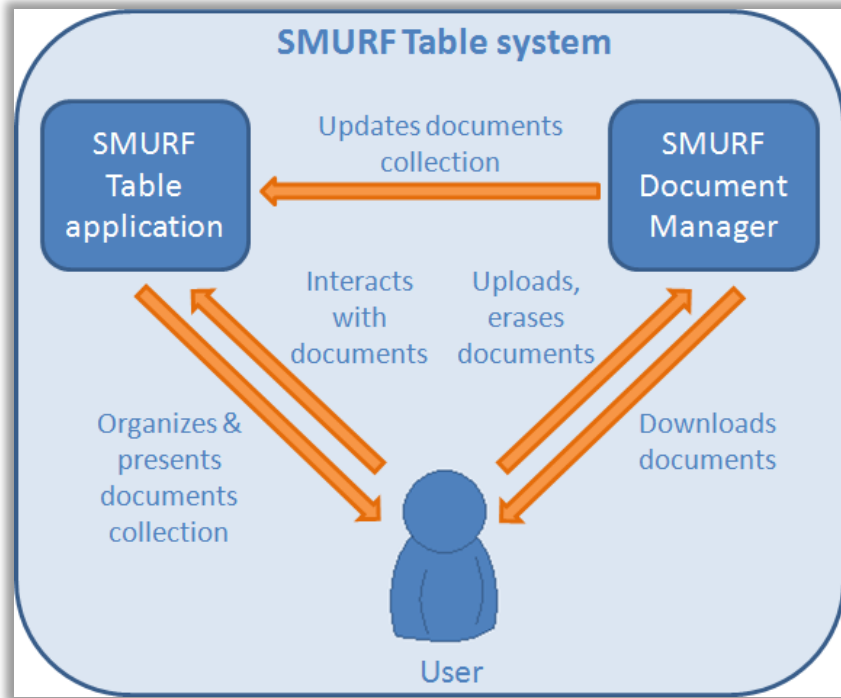 SMURF Table system
SMURF
Table
application
Updates documents
collection
SMURF
Document
Manager
Interacts
with
documents
Uploads,
erases
documents
Organizes &
presents
documents
collection
Downloads
documents
User